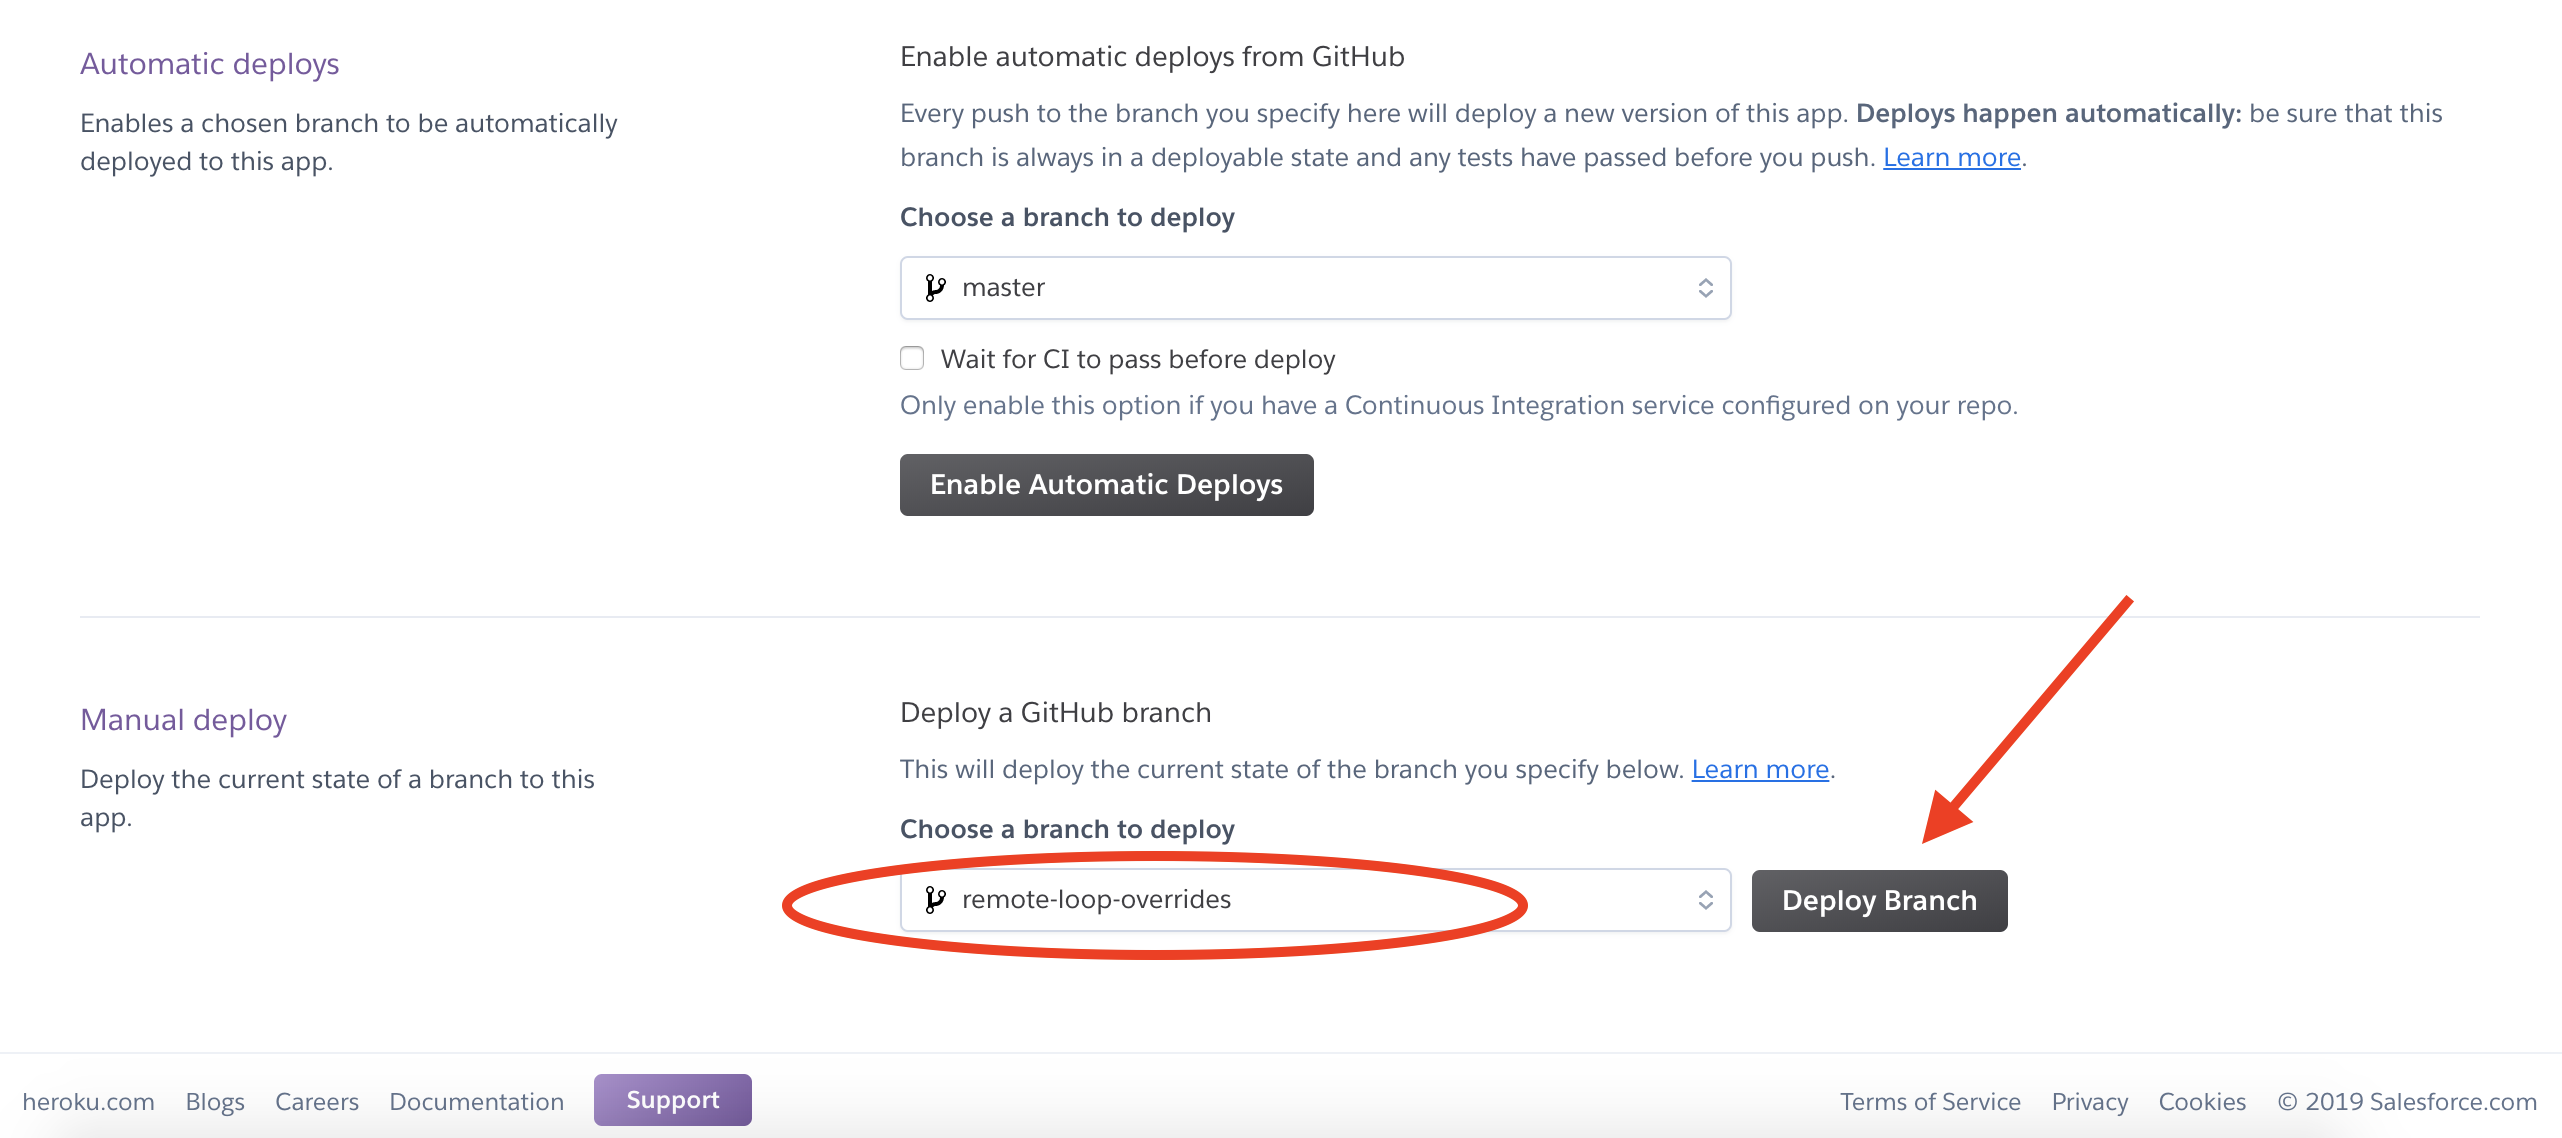 Automatic deploys
Enables a chosen branch to be automatically
deployed to this app.
Enable automatic deploys from GitHub
Every push to the branch you specify here will deploy a new version of this app. Deploys happen automatically: be sure that this
branch is always in a deployable state and any tests have passed before you push. Learn more.
Choose a branch to deploy
master
Wait for CI to pass before deploy
Only enable this option if you have a Continuous Integration service configured on your repo.
Enable Automatic Deploys
Manual deploy
Deploy the current state of a branch to this
app.
Deploy a GitHub branch
This will deploy the current state of the branch you specify below. Learn more.
Choose a branch to deploy
remote-loop-overrides
Deploy Branch
heroku.com Blogs Careers Documentation Support Terms of Service Privacy Cookies © 2019 Salesforce.com